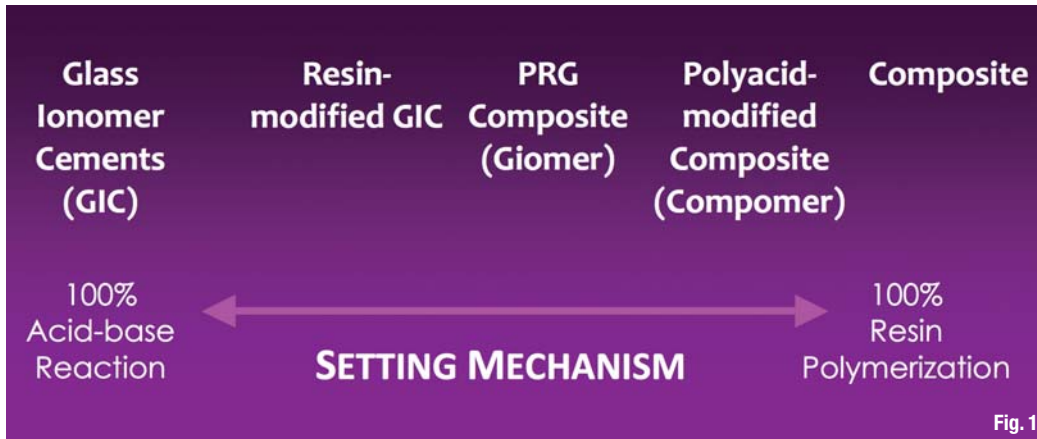 Glass
Ionomer
Cements
(GIC)
Resin-
modified GIC
PRG
Composite
(Giomer)
Polyacid-
modified
Composite
(Compomer)
Composite
100%
Acid-base
Reaction
SETTING MECHANISM
100%
Resin
Polymerization
Fig. 1